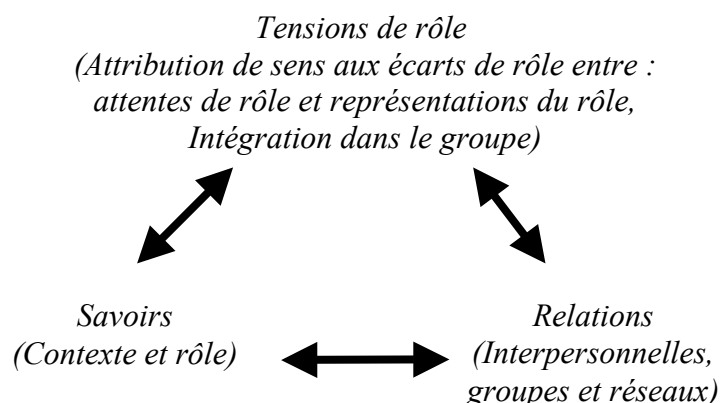 Tensions de rôle
(Attribution de sens aux écarts de rôle entre :
attentes de rôle et représentations du rôle,
Intégration dans le groupe)
Savoirs
(Contexte et rôle)
Relations
(Interpersonnelles,
groupes et réseaux)